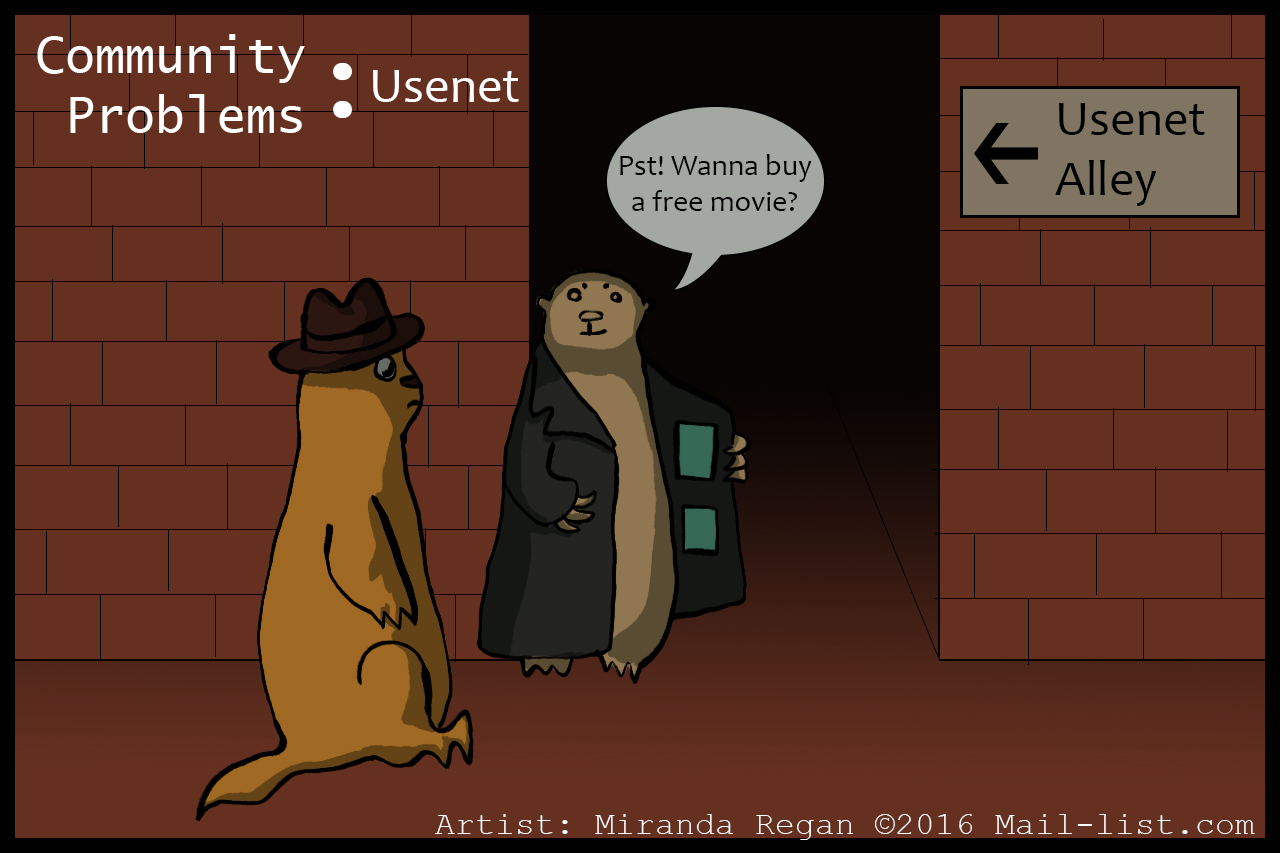 Community
Problems : Usenet
Usenet
Alley
Pst! Wanna buy
a free movie?
Artist: Miranda Regan ©2016 Mail-list.com